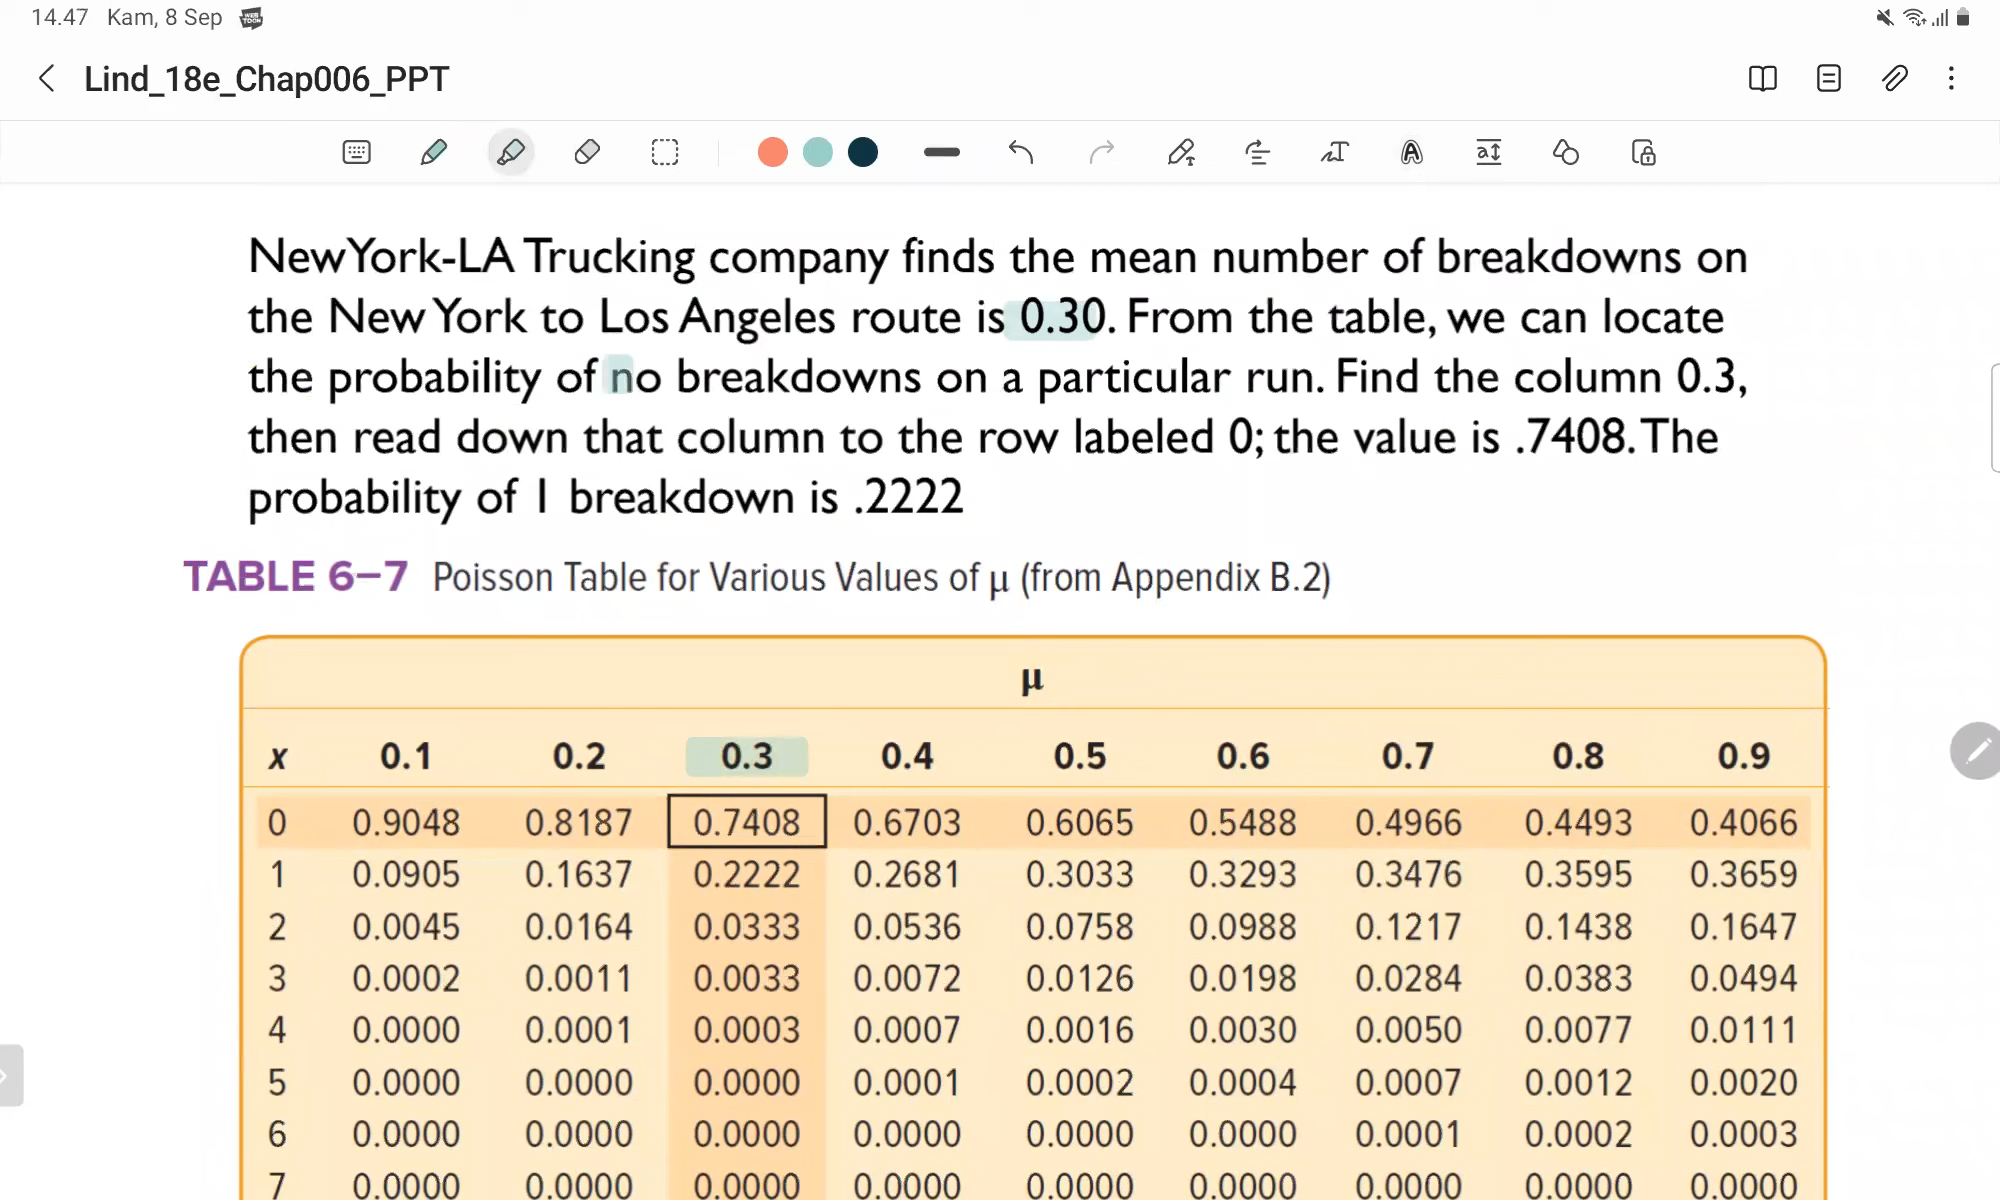 14.47 Kam, 8 Sep WEB TOON
Lind_18e_Chap006_PPT
New York-LA Trucking company finds the mean number of breakdowns on
the New York to Los Angeles route is 0.30. From the table, we can locate
the probability of no breakdowns on a particular run. Find the column 0.3,
then read down that column to the row labeled 0; the value is .7408. The
probability of 1 breakdown is .2222
TABLE 6–7 Poisson Table for Various Values of μ (from Appendix B.2)
μ
x 0.1 0.2 0.3 0.4 0.5 0.6 0.7 0.8 0.9
0 0.9048 0.8187 0.7408 0.6703 0.6065 0.5488 0.4966 0.4493 0.4066
1 0.0905 0.1637 0.2222 0.2681 0.3033 0.3293 0.3476 0.3595 0.3659
2 0.0045 0.0164 0.0333 0.0536 0.0758 0.0988 0.1217 0.1438 0.1647
3 0.0002 0.0011 0.0033 0.0072 0.0126 0.0198 0.0284 0.0383 0.0494
4 0.0000 0.0001 0.0003 0.0007 0.0016 0.0030 0.0050 0.0077 0.0111
5 0.0000 0.0000 0.0000 0.0001 0.0002 0.0004 0.0007 0.0012 0.0020
6 0.0000 0.0000 0.0000 0.0000 0.0000 0.0000 0.0001 0.0002 0.0003
7 0.0000 0.0000 0.0000 0.0000 0.0000 0.0000 0.0000 0.0000 0.0000